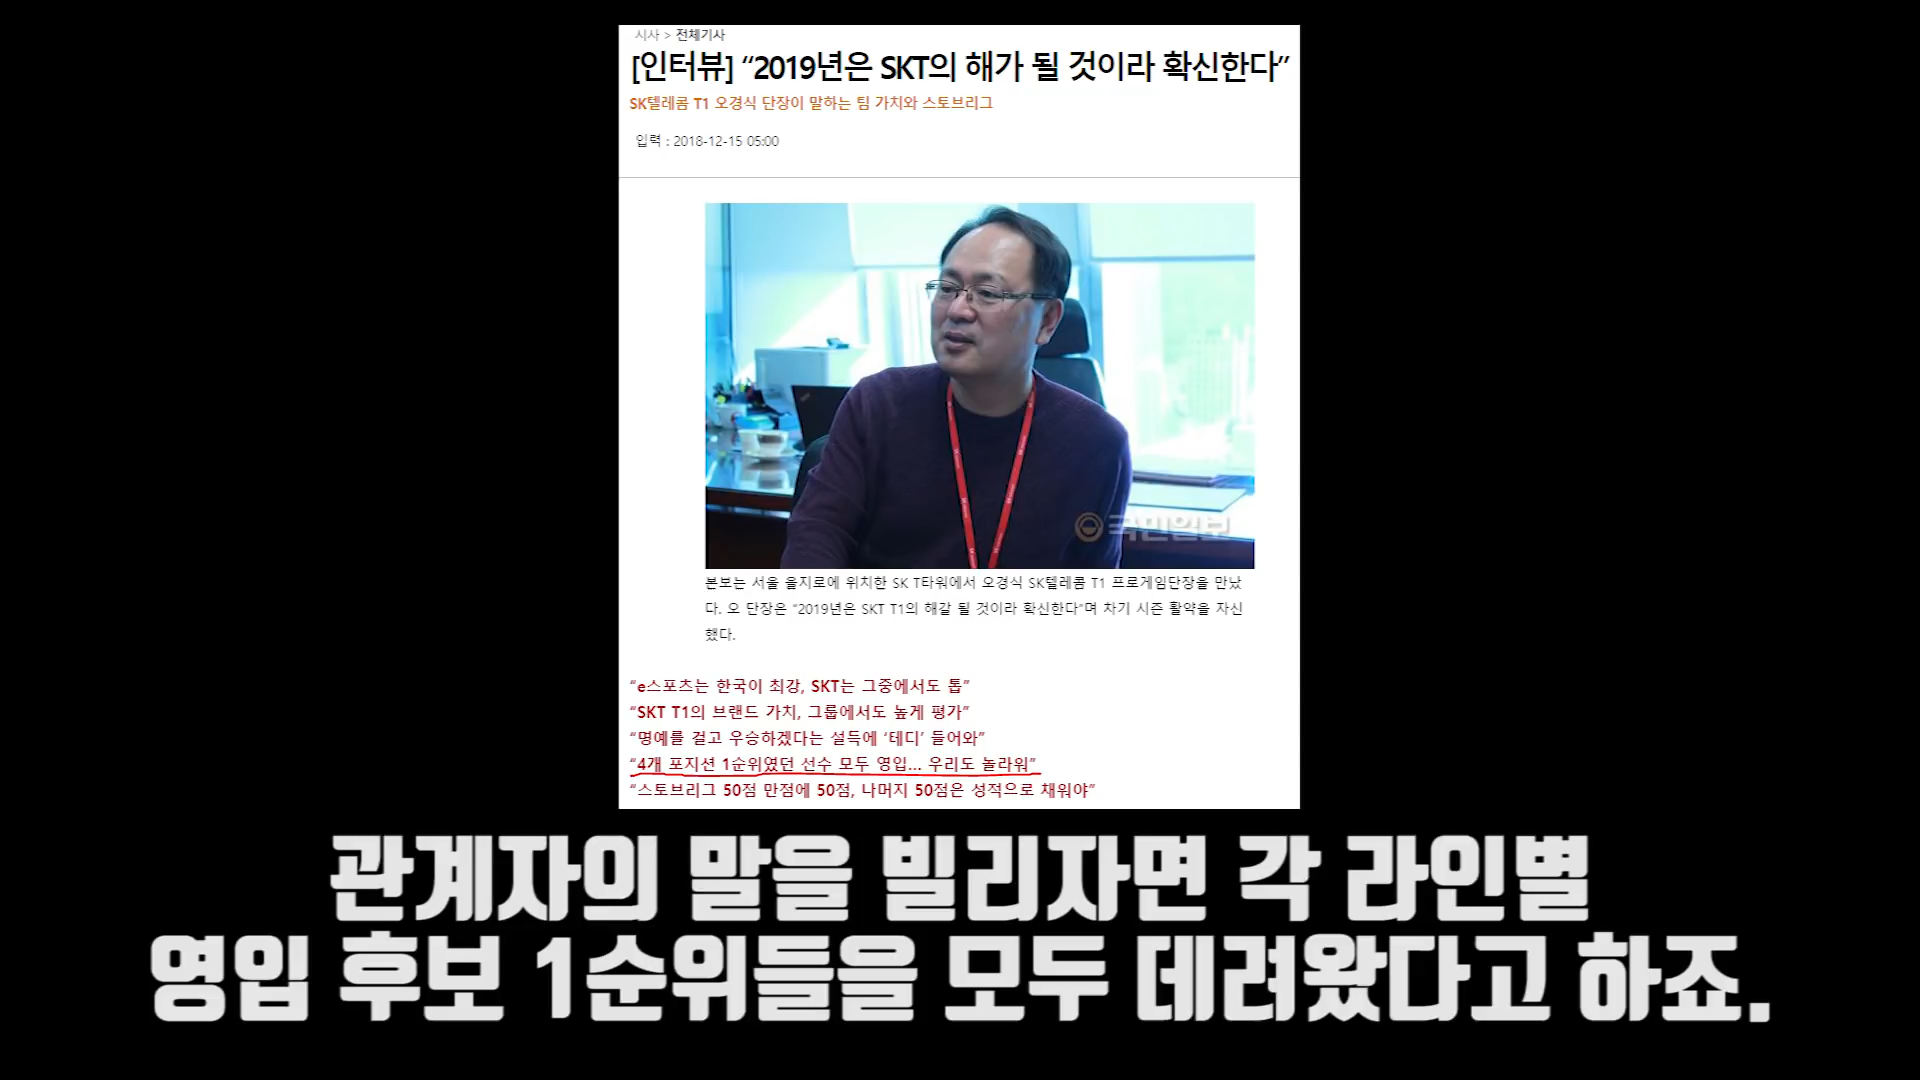 시사 > 전체기사
[인터뷰] “2019년은 SKT의 해가 될 것이라 확신한다”
SK텔레콤 T1 오경식 단장이 말하는 팀 가치와 스토브리그
입력 : 2018-12-15 05:00
국민일보
본보는 서울 을지로에 위치한 SK T타워에서 오경식 SK텔레콤 T1 프로게임단장을 만났
다. 오 단장은 “2019년은 SKT T1의 해갈 될 것이라 확신한다”며 차기 시즌 활약을 자신
했다.
“e스포츠는 한국이 최강, SKT는 그중에서도 톱”
“SKT T1의 브랜드 가치, 그룹에서도 높게 평가”
“명예를 걸고 우승하겠다는 설득에 ‘테디’ 들어와”
“4개 포지션 1순위였던 선수 모두 영입... 우리도 놀라워”
“스토브리그 50점 만점에 50점, 나머지 50점은 성적으로 채워야”
관계자의 말을 빌리자면 각 라인별
영입 후보 1순위들을 모두 데려왔다고 하죠.